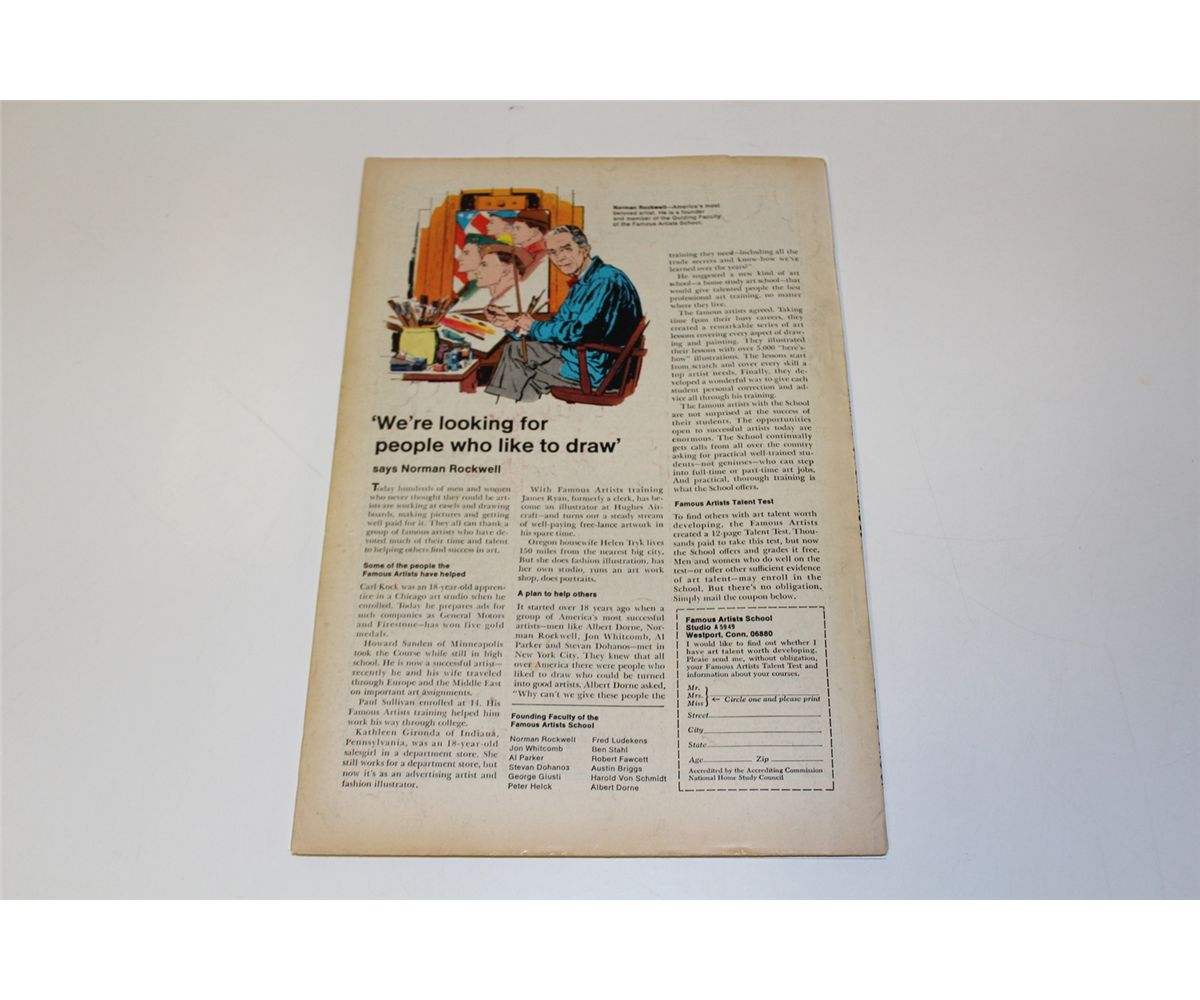 Norman Rockwell—America's most
beloved artist. He is a founder
and member of the Guiding Faculty
of the Famous Artists School.
'We're looking for
people who like to draw'
says Norman Rockwell
Today hundreds of men and women
who never thought they could be art-
ists are working at easels and drawing
boards, making pictures and getting
well paid for it. They all can thank a
group of famous artists who have de-
voted much of their time and talent
to helping others find success in art.
Some of the people the
Famous Artists have helped
Carl Kock was an 18-year-old appren-
tice in a Chicago art studio when he
enrolled. Today he prepares ads for
such companies as General Motors
and Firestone—has won five gold
medals.
Howard Sanden of Minneapolis
took the Course while still in high
school. He is now a successful artist—
recently he and his wife traveled
through Europe and the Middle East
on important art assignments.
Paul Sullivan enrolled at 14. His
Famous Artists training helped him
work his way through college.
Kathleen Gironda of Indiana,
Pennsylvania, was an 18-year-old
salesgirl in a department store. She
still works for a department store, but
now it's as an advertising artist and
fashion illustrator.
With Famous Artists training
James Ryan, formerly a clerk, has be-
come an illustrator at Hughes Air-
craft—and turns out a steady stream
of well-paying free-lance artwork in
his spare time.
Oregon housewife Helen Tryk lives
150 miles from the nearest big city.
But she does fashion illustration, has
her own studio, runs an art work
shop, does portraits.
A plan to help others
It started over 18 years ago when a
group of America's most successful
artists—men like Albert Dorne, Nor-
man Rockwell, Jon Whitcomb, Al
Parker and Stevan Dohanos—met in
New York City. They knew that all
over America there were people who
liked to draw who could be turned
into good artists. Albert Dorne asked,
"Why can't we give these people the
Founding Faculty of the
Famous Artists School
Norman Rockwell
Jon Whitcomb
Al Parker
Stevan Dohanos
George Giusti
Peter Helck
Fred Ludekens
Ben Stahl
Robert Fawcett
Austin Briggs
Harold Von Schmidt
Albert Dorne
training they need—including all the
trade secrets and know-how we've
learned over the years?"
He suggested a new kind of art
school—a home study art school—that
would give talented people the best
professional art training, no matter
where they live.
The famous artists agreed. Taking
time from their busy careers, they
created a remarkable series of art
lessons covering every aspect of draw-
ing and painting. They illustrated
their lessons with over 5,000 "here's-
how" illustrations. The lessons start
from scratch and cover every skill a
top artist needs. Finally, they de-
veloped a wonderful way to give each
student personal correction and ad-
vice all through his training.
The famous artists with the School
are not surprised at the success of
their students. The opportunities
open to successful artists today are
enormous. The School continually
gets calls from all over the country
asking for practical well-trained stu-
dents—not geniuses—who can step
into full-time or part-time art jobs.
And practical, thorough training is
what the School offers.
Famous Artists Talent Test
To find others with art talent worth
developing, the Famous Artists
created a 12-page Talent Test. Thou-
sands paid to take this test, but now
the School offers and grades it free.
Men and women who do well on the
test—or offer other sufficient evidence
of art talent—may enroll in the
School. But there's no obligation.
Simply mail the coupon below.
Famous Artists School
Studio A5949
Westport, Conn. 06880
I would like to find out whether I
have art talent worth developing.
Please send me, without obligation,
your Famous Artists Talent Test and
information about your courses.
Mr.
Mrs. ← Circle one and please print
Miss
Street
City
State
Age Zip
Accredited by the Accrediting Commission
National Home Study Council